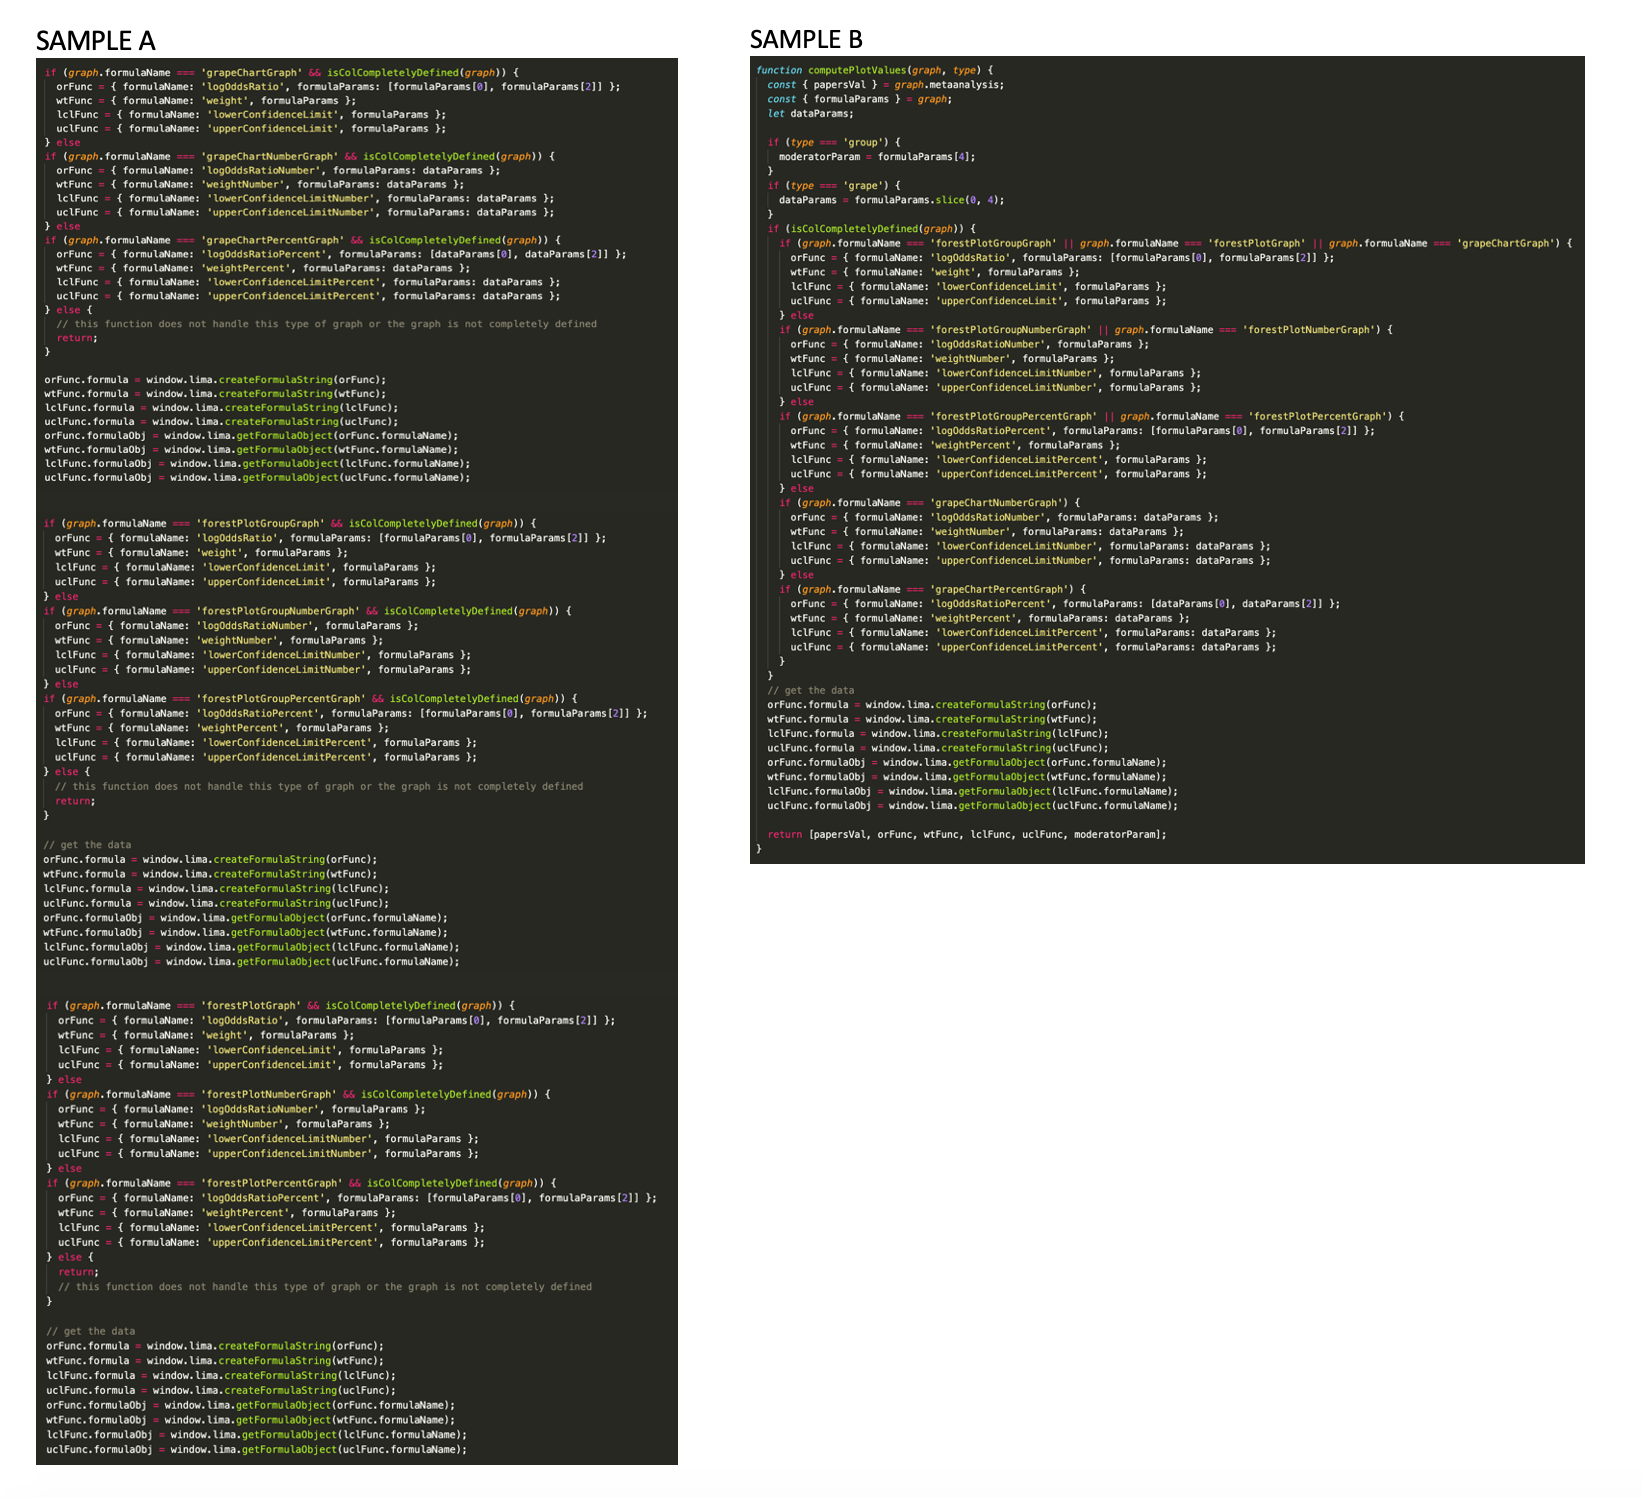 SAMPLE A
if (graph.formulaName === 'grapeChartGraph' && isColCompletelyDefined(graph)) {
orFunc = { formulaName: 'logOddsRatio', formulaParams: [formulaParams[0], formulaParams[2]] };
wtFunc = { formulaName: 'weight', formulaParams };
lclFunc = { formulaName: 'lowerConfidenceLimit', formulaParams };
uclFunc = { formulaName: 'upperConfidenceLimit', formulaParams };
} else
if (graph.formulaName === 'grapeChartNumberGraph' && isColCompletelyDefined(graph)) {
orFunc = { formulaName: 'logOddsRatioNumber', formulaParams: dataParams };
wtFunc = { formulaName: 'weightNumber', formulaParams: dataParams };
lclFunc = { formulaName: 'lowerConfidenceLimitNumber', formulaParams: dataParams };
uclFunc = { formulaName: 'upperConfidenceLimitNumber', formulaParams: dataParams };
} else
if (graph.formulaName === 'grapeChartPercentGraph' && isColCompletelyDefined(graph)) {
orFunc = { formulaName: 'logOddsRatioPercent', formulaParams: [dataParams[0], dataParams[2]] };
wtFunc = { formulaName: 'weightPercent', formulaParams: dataParams };
lclFunc = { formulaName: 'lowerConfidenceLimitPercent', formulaParams: dataParams };
uclFunc = { formulaName: 'upperConfidenceLimitPercent', formulaParams: dataParams };
} else {
// this function does not handle this type of graph or the graph is not completely defined
return;
}
orFunc.formula = window.lima.createFormulaString(orFunc);
wtFunc.formula = window.lima.createFormulaString(wtFunc);
lclFunc.formula = window.lima.createFormulaString(lclFunc);
uclFunc.formula = window.lima.createFormulaString(uclFunc);
orFunc.formulaObj = window.lima.getFormulaObject(orFunc.formulaName);
wtFunc.formulaObj = window.lima.getFormulaObject(wtFunc.formulaName);
lclFunc.formulaObj = window.lima.getFormulaObject(lclFunc.formulaName);
uclFunc.formulaObj = window.lima.getFormulaObject(uclFunc.formulaName);
if (graph.formulaName === 'forestPlotGroupGraph' && isColCompletelyDefined(graph)) {
orFunc = { formulaName: 'logOddsRatio', formulaParams: [formulaParams[0], formulaParams[2]] };
wtFunc = { formulaName: 'weight', formulaParams };
lclFunc = { formulaName: 'lowerConfidenceLimit', formulaParams };
uclFunc = { formulaName: 'upperConfidenceLimit', formulaParams };
} else
if (graph.formulaName === 'forestPlotGroupNumberGraph' && isColCompletelyDefined(graph)) {
orFunc = { formulaName: 'logOddsRatioNumber', formulaParams };
wtFunc = { formulaName: 'weightNumber', formulaParams };
lclFunc = { formulaName: 'lowerConfidenceLimitNumber', formulaParams };
uclFunc = { formulaName: 'upperConfidenceLimitNumber', formulaParams };
} else
if (graph.formulaName === 'forestPlotGroupPercentGraph' && isColCompletelyDefined(graph)) {
orFunc = { formulaName: 'logOddsRatioPercent', formulaParams: [formulaParams[0], formulaParams[2]] };
wtFunc = { formulaName: 'weightPercent', formulaParams };
lclFunc = { formulaName: 'lowerConfidenceLimitPercent', formulaParams };
uclFunc = { formulaName: 'upperConfidenceLimitPercent', formulaParams };
} else {
// this function does not handle this type of graph or the graph is not completely defined
return;
}
// get the data
orFunc.formula = window.lima.createFormulaString(orFunc);
wtFunc.formula = window.lima.createFormulaString(wtFunc);
lclFunc.formula = window.lima.createFormulaString(lclFunc);
uclFunc.formula = window.lima.createFormulaString(uclFunc);
orFunc.formulaObj = window.lima.getFormulaObject(orFunc.formulaName);
wtFunc.formulaObj = window.lima.getFormulaObject(wtFunc.formulaName);
lclFunc.formulaObj = window.lima.getFormulaObject(lclFunc.formulaName);
uclFunc.formulaObj = window.lima.getFormulaObject(uclFunc.formulaName);
if (graph.formulaName === 'forestPlotGraph' && isColCompletelyDefined(graph)) {
orFunc = { formulaName: 'logOddsRatio', formulaParams: [formulaParams[0], formulaParams[2]] };
wtFunc = { formulaName: 'weight', formulaParams };
lclFunc = { formulaName: 'lowerConfidenceLimit', formulaParams };
uclFunc = { formulaName: 'upperConfidenceLimit', formulaParams };
} else
if (graph.formulaName === 'forestPlotNumberGraph' && isColCompletelyDefined(graph)) {
orFunc = { formulaName: 'logOddsRatioNumber', formulaParams };
wtFunc = { formulaName: 'weightNumber', formulaParams };
lclFunc = { formulaName: 'lowerConfidenceLimitNumber', formulaParams };
uclFunc = { formulaName: 'upperConfidenceLimitNumber', formulaParams };
} else
if (graph.formulaName === 'forestPlotPercentGraph' && isColCompletelyDefined(graph)) {
orFunc = { formulaName: 'logOddsRatioPercent', formulaParams: [formulaParams[0], formulaParams[2]] };
wtFunc = { formulaName: 'weightPercent', formulaParams };
lclFunc = { formulaName: 'lowerConfidenceLimitPercent', formulaParams };
uclFunc = { formulaName: 'upperConfidenceLimitPercent', formulaParams };
} else {
return;
// this function does not handle this type of graph or the graph is not completely defined
}
// get the data
orFunc.formula = window.lima.createFormulaString(orFunc);
wtFunc.formula = window.lima.createFormulaString(wtFunc);
lclFunc.formula = window.lima.createFormulaString(lclFunc);
uclFunc.formula = window.lima.createFormulaString(uclFunc);
orFunc.formulaObj = window.lima.getFormulaObject(orFunc.formulaName);
wtFunc.formulaObj = window.lima.getFormulaObject(wtFunc.formulaName);
lclFunc.formulaObj = window.lima.getFormulaObject(lclFunc.formulaName);
uclFunc.formulaObj = window.lima.getFormulaObject(uclFunc.formulaName);
SAMPLE B
function computePlotValues(graph, type) {
const { papersVal } = graph.metaanalysis;
const { formulaParams } = graph;
let dataParams;
if (type === 'group') {
moderatorParam = formulaParams[4];
}
if (type === 'grape') {
dataParams = formulaParams.slice(0, 4);
}
if (isColCompletelyDefined(graph)) {
if (graph.formulaName === 'forestPlotGroupGraph' || graph.formulaName === 'forestPlotGraph' || graph.formulaName === 'grapeChartGraph') {
orFunc = { formulaName: 'logOddsRatio', formulaParams: [formulaParams[0], formulaParams[2]] };
wtFunc = { formulaName: 'weight', formulaParams };
lclFunc = { formulaName: 'lowerConfidenceLimit', formulaParams };
uclFunc = { formulaName: 'upperConfidenceLimit', formulaParams };
} else
if (graph.formulaName === 'forestPlotGroupNumberGraph' || graph.formulaName === 'forestPlotNumberGraph') {
orFunc = { formulaName: 'logOddsRatioNumber', formulaParams };
wtFunc = { formulaName: 'weightNumber', formulaParams };
lclFunc = { formulaName: 'lowerConfidenceLimitNumber', formulaParams };
uclFunc = { formulaName: 'upperConfidenceLimitNumber', formulaParams };
} else
if (graph.formulaName === 'forestPlotGroupPercentGraph' || graph.formulaName === 'forestPlotPercentGraph') {
orFunc = { formulaName: 'logOddsRatioPercent', formulaParams: [formulaParams[0], formulaParams[2]] };
wtFunc = { formulaName: 'weightPercent', formulaParams };
lclFunc = { formulaName: 'lowerConfidenceLimitPercent', formulaParams };
uclFunc = { formulaName: 'upperConfidenceLimitPercent', formulaParams };
} else
if (graph.formulaName === 'grapeChartNumberGraph') {
orFunc = { formulaName: 'logOddsRatioNumber', formulaParams: dataParams };
wtFunc = { formulaName: 'weightNumber', formulaParams: dataParams };
lclFunc = { formulaName: 'lowerConfidenceLimitNumber', formulaParams: dataParams };
uclFunc = { formulaName: 'upperConfidenceLimitNumber', formulaParams: dataParams };
} else
if (graph.formulaName === 'grapeChartPercentGraph') {
orFunc = { formulaName: 'logOddsRatioPercent', formulaParams: [dataParams[0], dataParams[2]] };
wtFunc = { formulaName: 'weightPercent', formulaParams: dataParams };
lclFunc = { formulaName: 'lowerConfidenceLimitPercent', formulaParams: dataParams };
uclFunc = { formulaName: 'upperConfidenceLimitPercent', formulaParams: dataParams };
}
}
// get the data
orFunc.formula = window.lima.createFormulaString(orFunc);
wtFunc.formula = window.lima.createFormulaString(wtFunc);
lclFunc.formula = window.lima.createFormulaString(lclFunc);
uclFunc.formula = window.lima.createFormulaString(uclFunc);
orFunc.formulaObj = window.lima.getFormulaObject(orFunc.formulaName);
wtFunc.formulaObj = window.lima.getFormulaObject(wtFunc.formulaName);
lclFunc.formulaObj = window.lima.getFormulaObject(lclFunc.formulaName);
uclFunc.formulaObj = window.lima.getFormulaObject(uclFunc.formulaName);
return [papersVal, orFunc, wtFunc, lclFunc, uclFunc, moderatorParam];
}